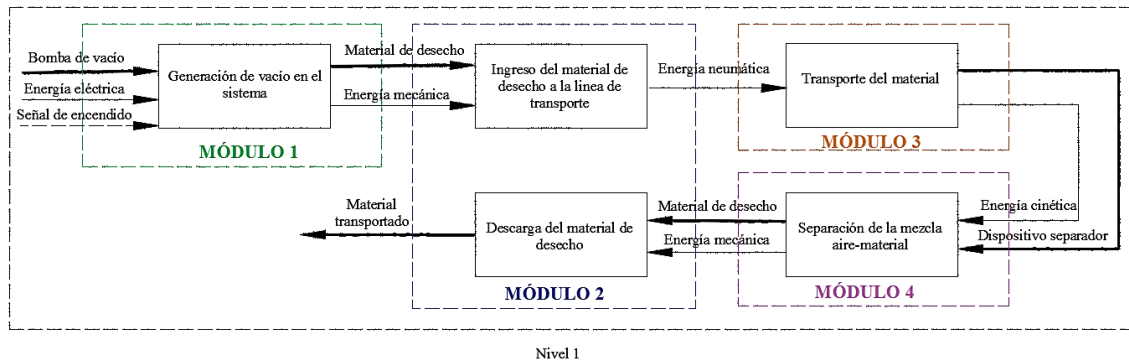 Bomba de vacío
Energía eléctrica
Señal de encendido
Generación de vacío en el
sistema
MÓDULO 1
Material de desecho
Energía mecánica
Ingreso del material de
desecho a la linea de
transporte
Energía neumática
Transporte del material
MÓDULO 3
Energía cinética
Dispositivo separador
Separación de la mezcla
aire-material
MÓDULO 4
Material de desecho
Energía mecánica
Descarga del material de
desecho
MÓDULO 2
Material
transportado
Nivel 1